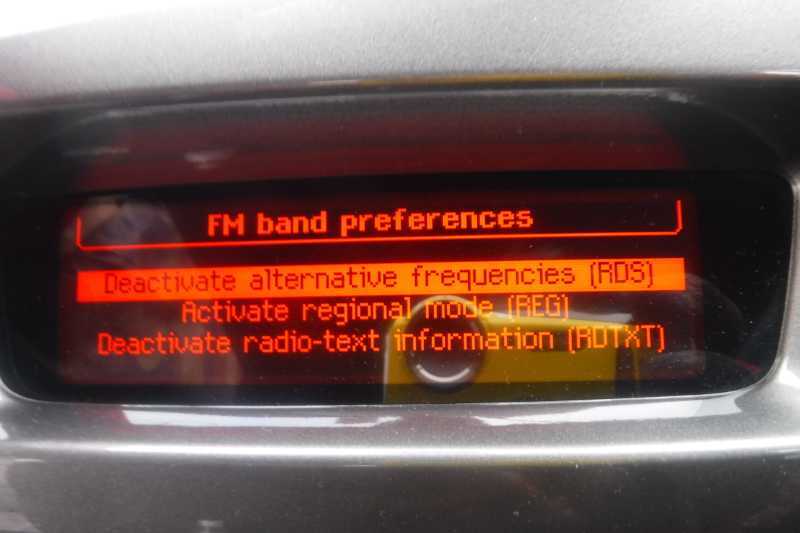 FM band preferences
Deactivate alternative frequencies (RDS)
Activate regional mode (REG)
Deactivate radio-text information (RDTXT)